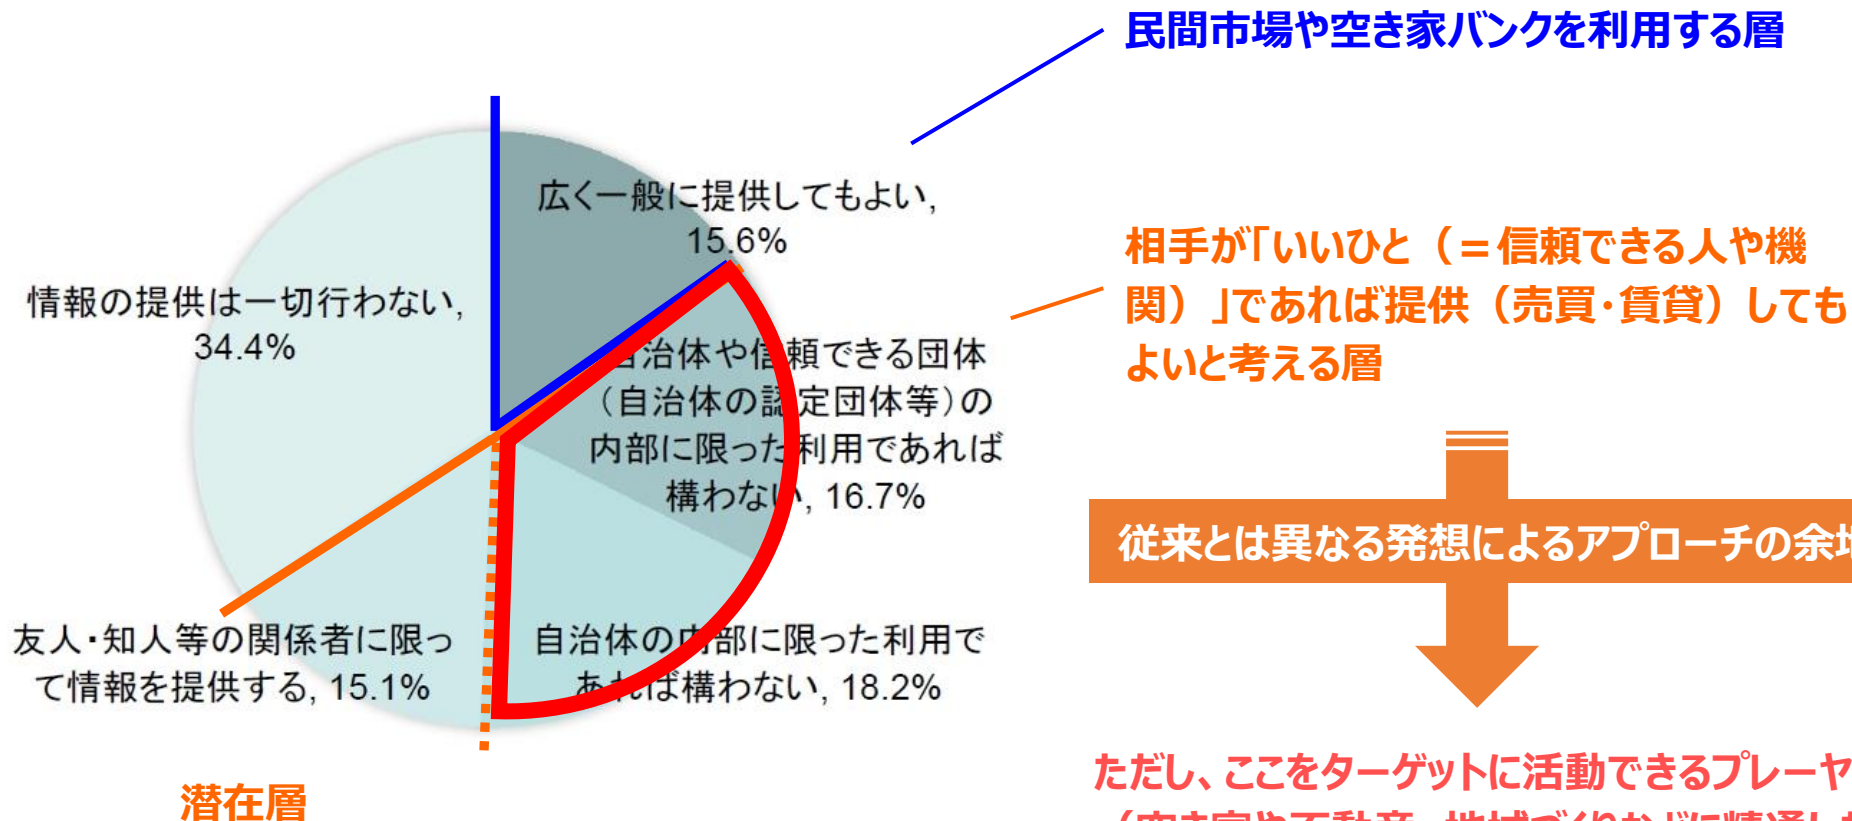 民間市場や空き家バンクを利用する層
広く一般に提供してもよい,
15.6%
相手が「いいひと（＝信頼できる人や機
関）」であれば提供（売買・賃貸）しても
よいと考える層
情報の提供は一切行わない,
34.4%
自治体や信頼できる団体
（自治体の認定団体等）の
内部に限った利用であれば
構わない, 16.7%
従来とは異なる発想によるアプローチの余地
友人・知人等の関係者に限っ
て情報を提供する, 15.1%
自治体の内部に限った利用で
あれば構わない, 18.2%
潜在層
ただし、ここをターゲットに活動できるプレーヤ